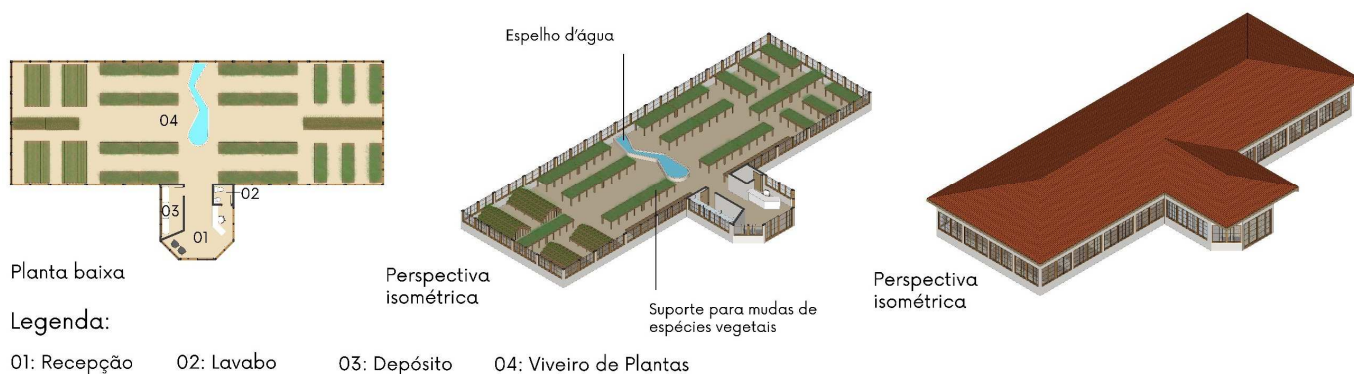 Espelho d'água
04
02
03
01
Planta baixa
Perspectiva
isométrica
Perspectiva
isométrica
Suporte para mudas de
espécies vegetais
Legenda:
01: Recepção 02: Lavabo 03: Depósito 04: Viveiro de Plantas